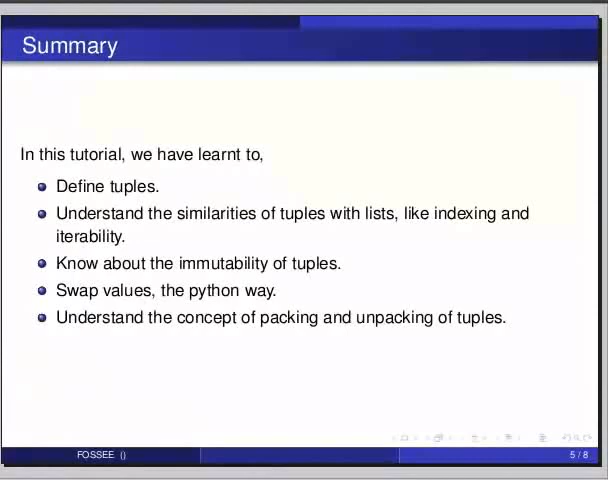 Summary
In this tutorial, we have learnt to,
Define tuples.
Understand the similarities of tuples with lists, like indexing and
iterability.
Know about the immutability of tuples.
Swap values, the python way.
Understand the concept of packing and unpacking of tuples.
FOSSEE ()
5 / 8